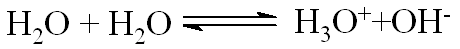 H₂O + H₂O ⇌ H₃O⁺+OH⁻